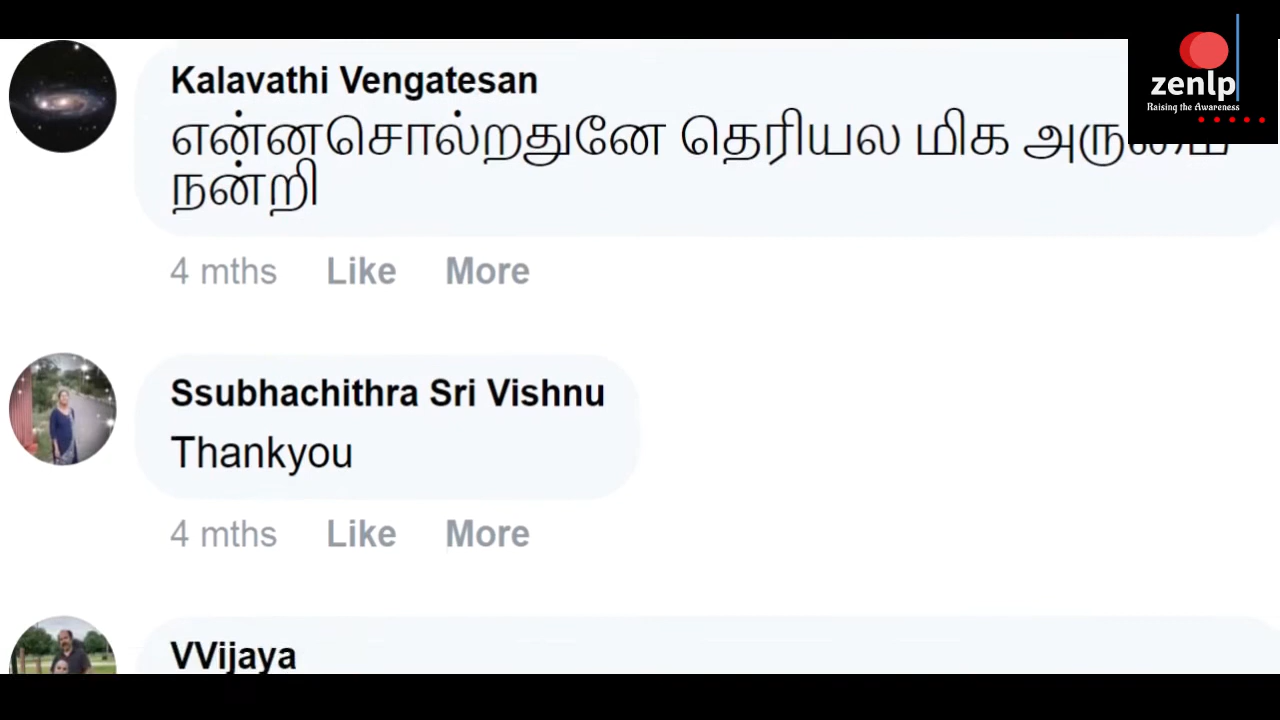 zenlp
Raising the Awareness
Kalavathi Vengatesan
என்னசொல்றதுனே தெரியல மிக
நன்றி
4 mths Like More
Ssubhachithra Sri Vishnu
Thankyou
4 mths Like More
VVijaya